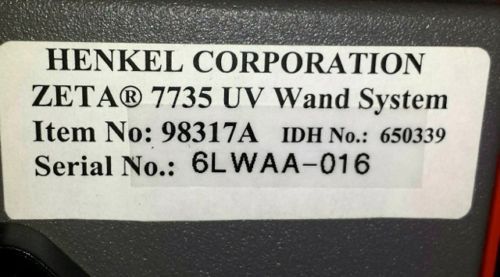 HENKEL CORPORATION
ZETA® 7735 UV Wand System
Item No: 98317A IDH No.: 650339
Serial No.: 6LWAA-016